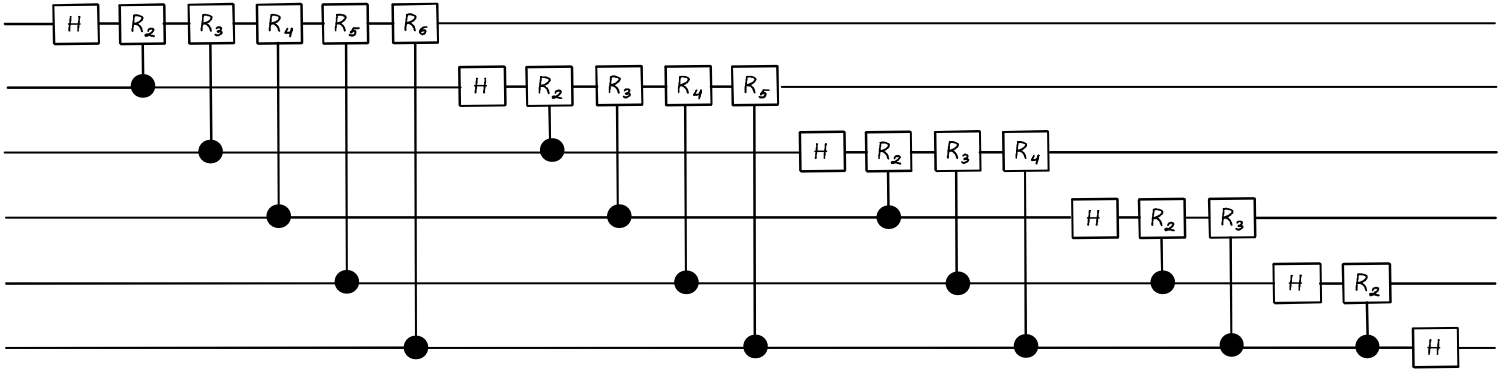 H R2 R3 R4 R5 R6
H R2 R3 R4 R5
H R2 R3 R4
H R2 R3
H R2
H